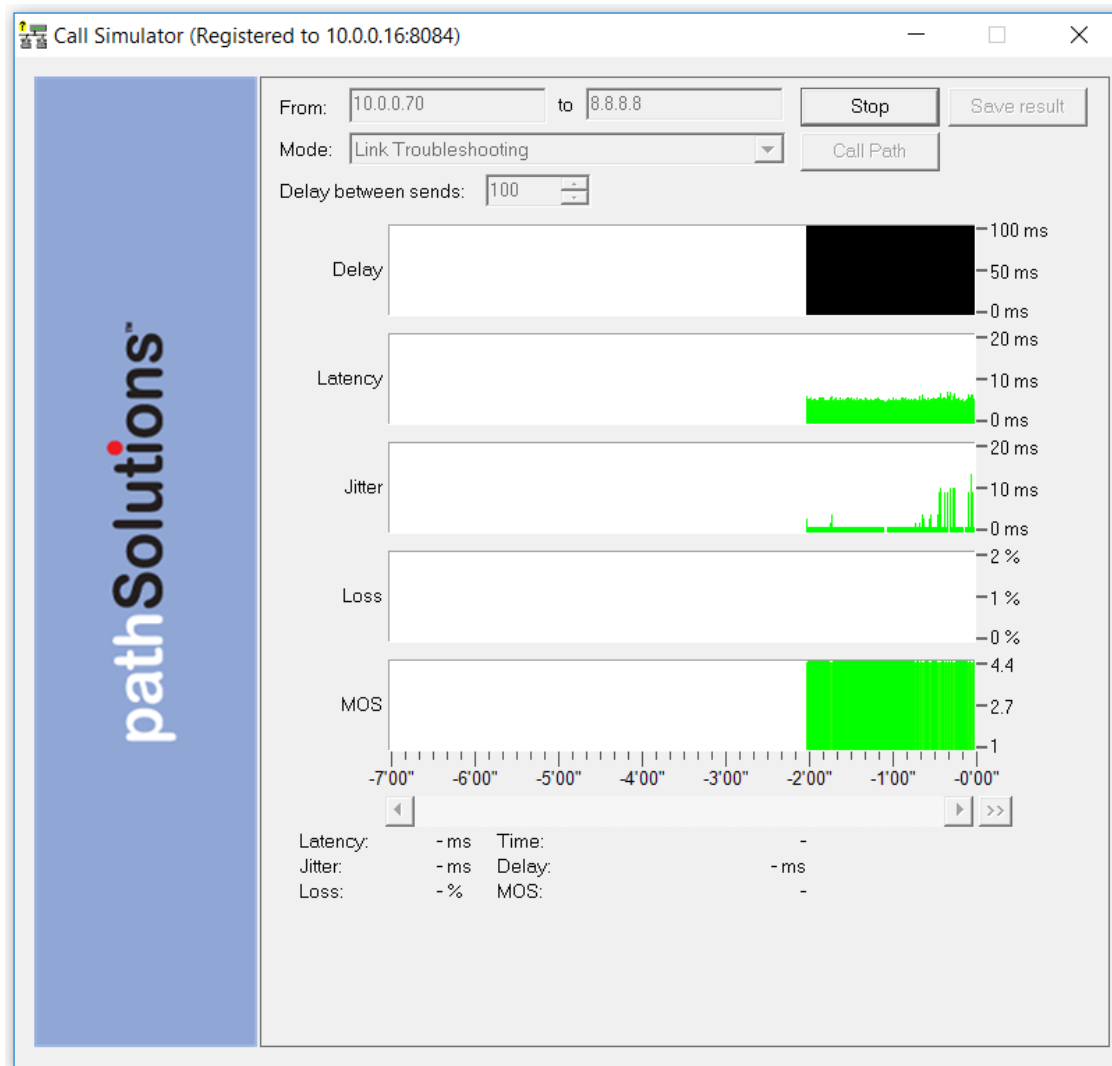 Call Simulator (Registered to 10.0.0.16:8084)
pathSolutions™
From: 10.0.0.70 to 8.8.8.8 Stop Save result
Mode: Link Troubleshooting Call Path
Delay between sends: 100
Delay
100 ms
50 ms
0 ms
Latency
20 ms
10 ms
0 ms
Jitter
20 ms
10 ms
0 ms
Loss
2 %
1 %
0 %
MOS
4.4
2.7
1
-7'00" -6'00" -5'00" -4'00" -3'00" -2'00" -1'00" -0'00"
>>
Latency: - ms Time: -
Jitter: - ms Delay: - ms
Loss: - % MOS: -